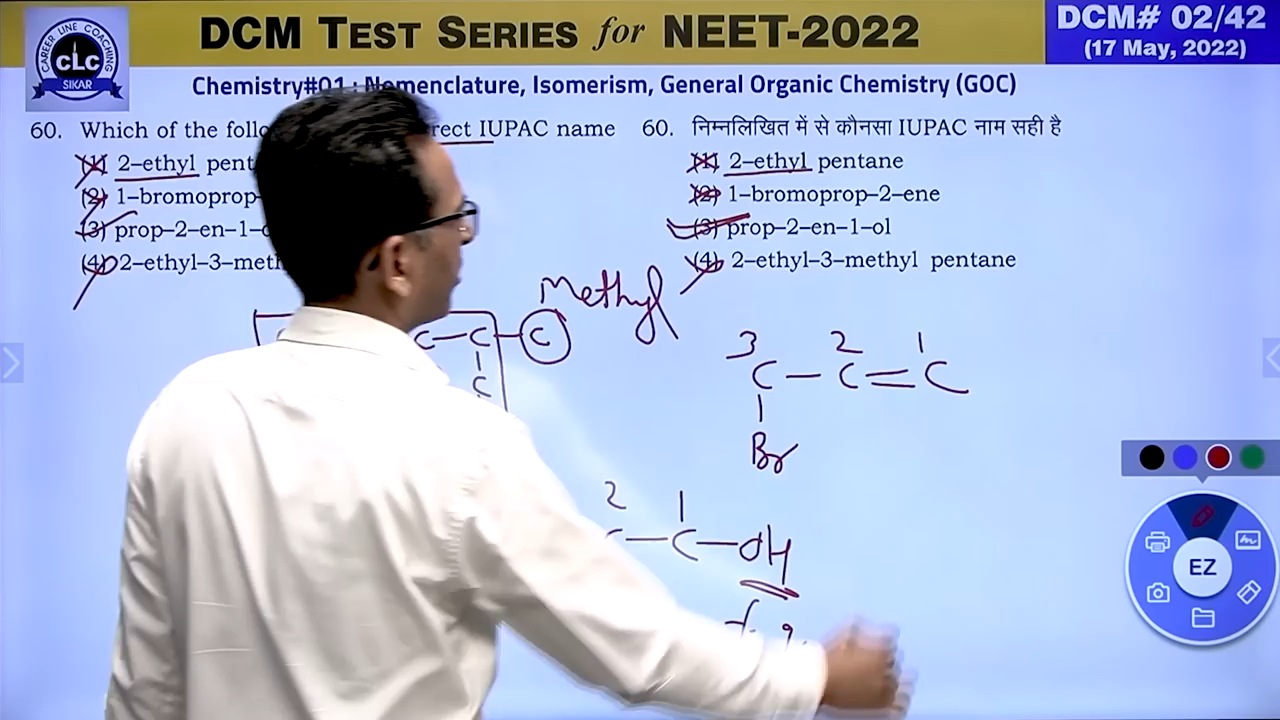 DCM TEST SERIES for NEET-2022
DCM# 02/42
(17 May, 2022)
CAREER LINE COACHING
CLC
SIKAR
Chemistry#01 : Nomenclature, Isomerism, General Organic Chemistry (GOC)
60. Which of the follo rect IUPAC name
(1) 2-ethyl pent
(2) 1-bromoprop-
(3) prop-2-en-1-o
(4) 2-ethyl-3-meth
60. निम्नलिखित में से कौनसा IUPAC नाम सही है
(1) 2-ethyl pentane
(2) 1-bromoprop-2-ene
(3) prop-2-en-1-ol
(4) 2-ethyl-3-methyl pentane
Methyl
C—C—C
C
3 2 1
C—C=C
Br
2 1
C—C—OH
f. g.
EZ